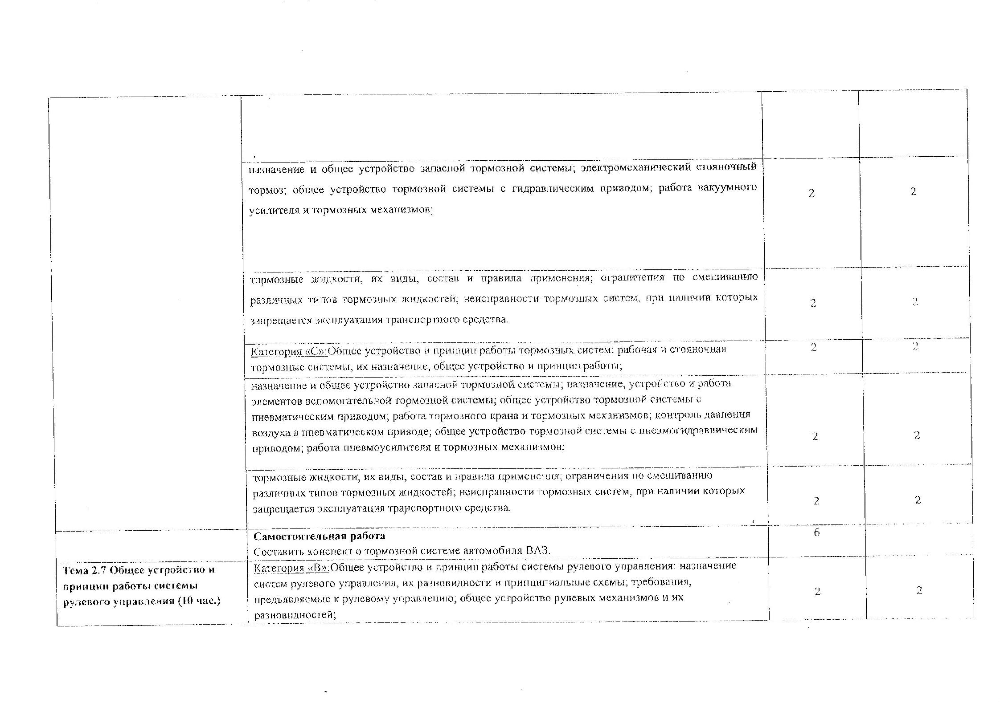 назначение и общее устройство запасной тормозной системы; электромеханический стояночный
тормоз; общее устройство тормозной системы с гидравлическим приводом; работа вакуумного
2
2
усилителя и тормозных механизмов;
тормозные жидкости, их виды, состав и правила применения; ограничения по смешиванию
различных типов тормозных жидкостей; неисправности тормозных систем, при наличии которых
2
2
запрещается эксплуатация транспортного средства.
Категория «С»:Общее устройство и принцип работы тормозных систем: рабочая и стояночная
2
2
тормозные системы, их назначение, общее устройство и принцип работы;
назначение и общее устройство запасной тормозной системы; назначение, устройство и работа
элементов вспомогательной тормозной системы; общее устройство тормозной системы с
пневматическим приводом; работа тормозного крана и тормозных механизмов; контроль давления
воздуха в пневматическом приводе; общее устройство тормозной системы с пневмогидравлическим
2
2
приводом; работа пневмоусилителя и тормозных механизмов;
тормозные жидкости, их виды, состав и правила применения; ограничения по смешиванию
различных типов тормозных жидкостей; неисправности тормозных систем, при наличии которых
2
2
запрещается эксплуатация транспортного средства.
Самостоятельная работа
6
Составить конспект о тормозной системе автомобиля ВАЗ.
Тема 2.7 Общее устройство и
принцип работы системы
рулевого управления (10 час.)
Категория «В»:Общее устройство и принцип работы системы рулевого управления: назначение
систем рулевого управления, их разновидности и принципиальные схемы; требования,
предъявляемые к рулевому управлению; общее устройство рулевых механизмов и их
разновидностей;
2
2